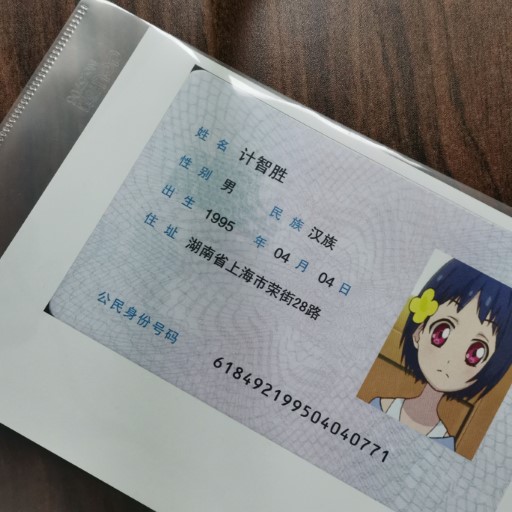 姓名 计智胜
性别 男 民族 汉族
出生 1995 年 04 月 04 日
住址 湖南省上海市荣街28路
公民身份号码 618492199504040771